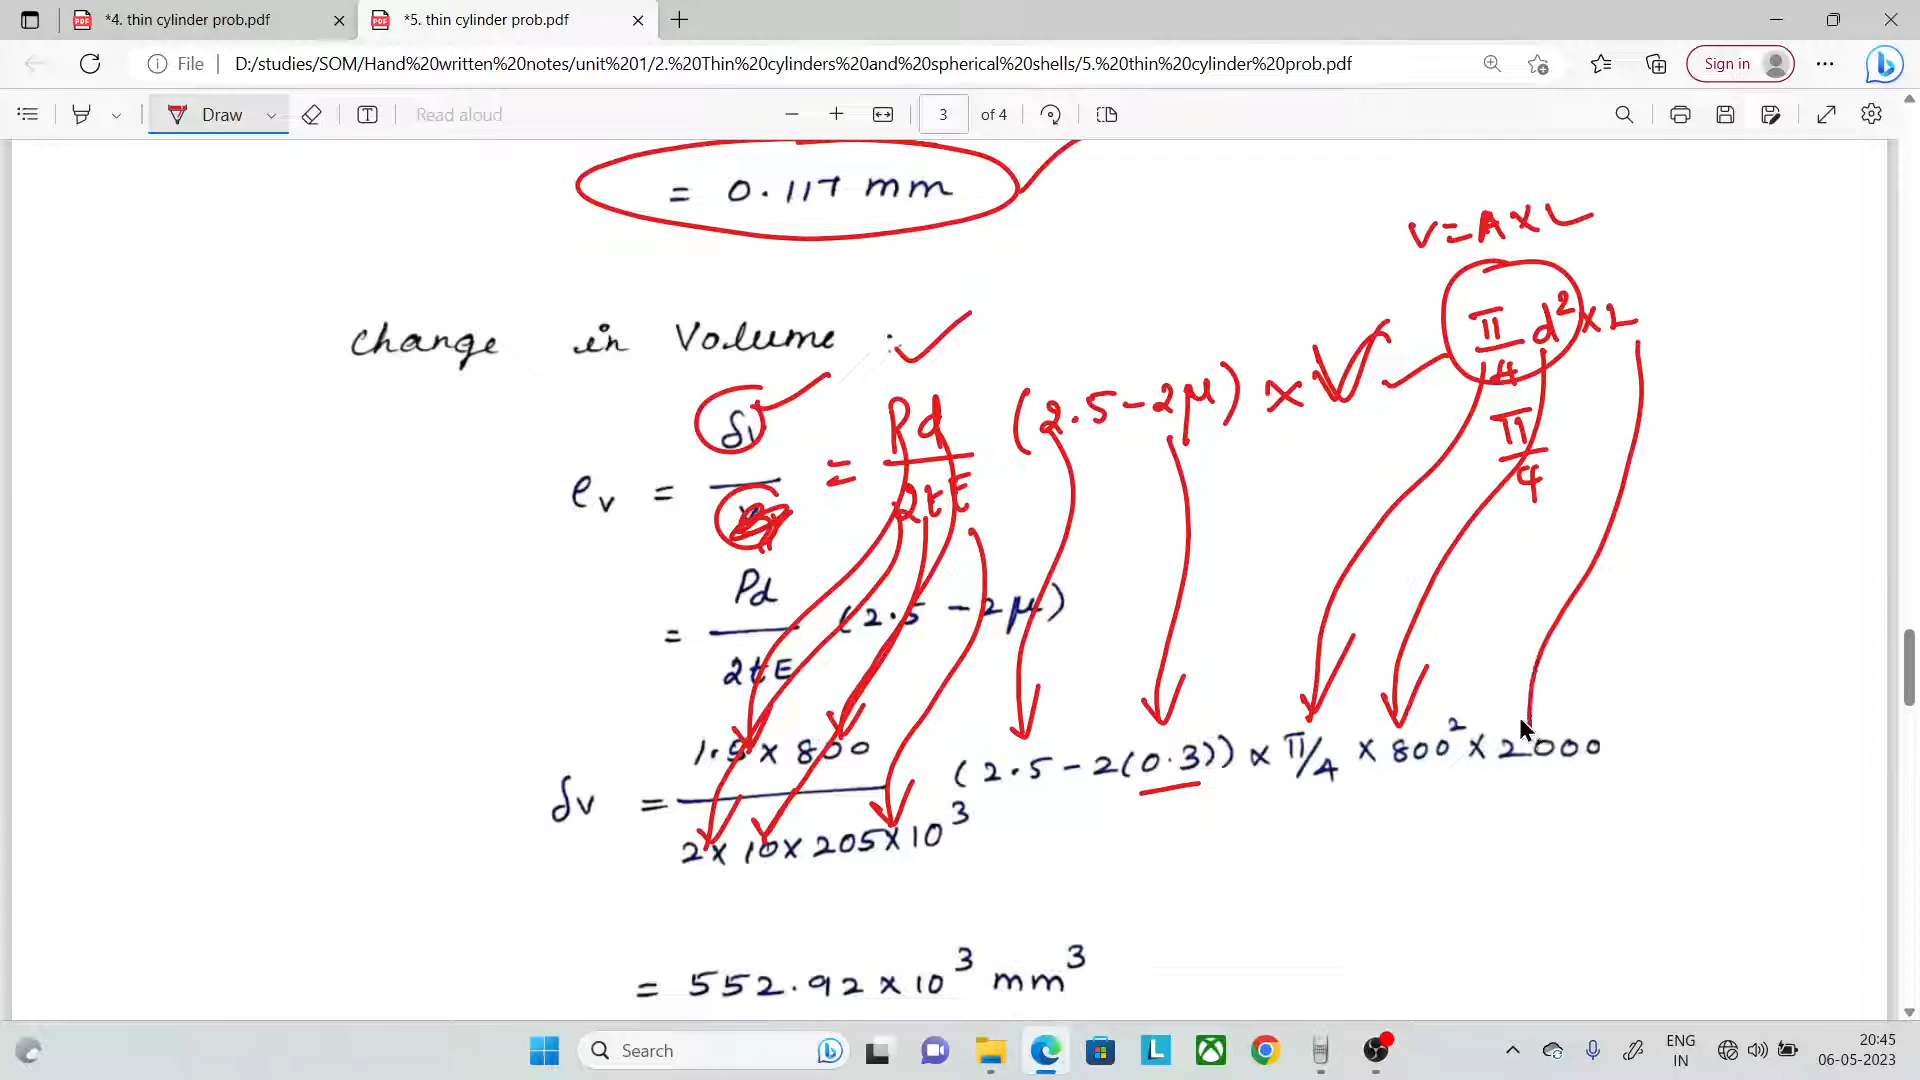 *4. thin cylinder prob.pdf
*5. thin cylinder prob.pdf
File
D:/studies/SOM/Hand%20written%20notes/unit%201/2.%20Thin%20cylinders%20and%20spherical%20shells/5.%20thin%20cylinder%20prob.pdf
Sign in
Draw
Read aloud
3 of 4
= 0.117 mm
V=A×L
π/4 d² × L
Change in Volume :
π/4
e_v = δv/ = Pd/2tE (2.5-2μ) × V
= Pd/2tE (2.5 - 2μ)
δv = 1.5 × 800 / 2 × 10 × 205 × 10³ (2.5 - 2(0.3)) × π/4 × 800² × 2000
= 552.92 × 10³ mm³
Search
ENG
IN
20:45
06-05-2023